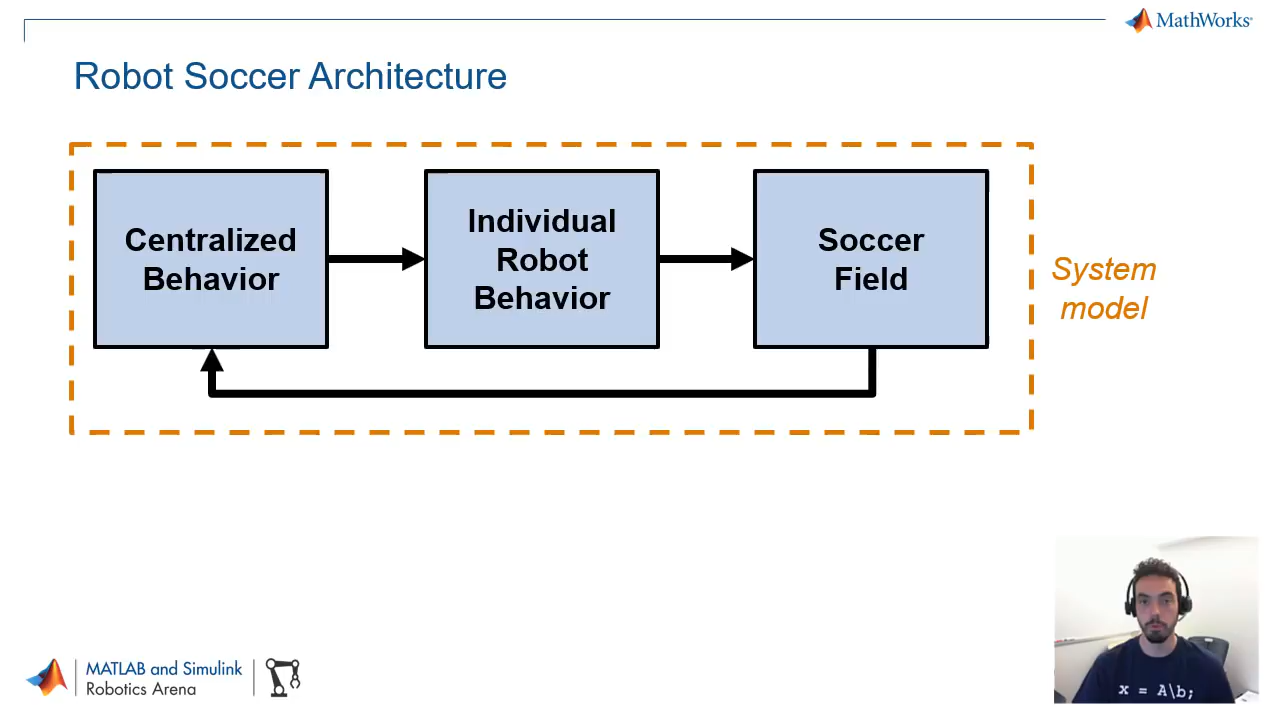 MathWorks®
Robot Soccer Architecture
Centralized
Behavior
Individual
Robot
Behavior
Soccer
Field
System
model
MATLAB and Simulink
Robotics Arena
x = A\b;